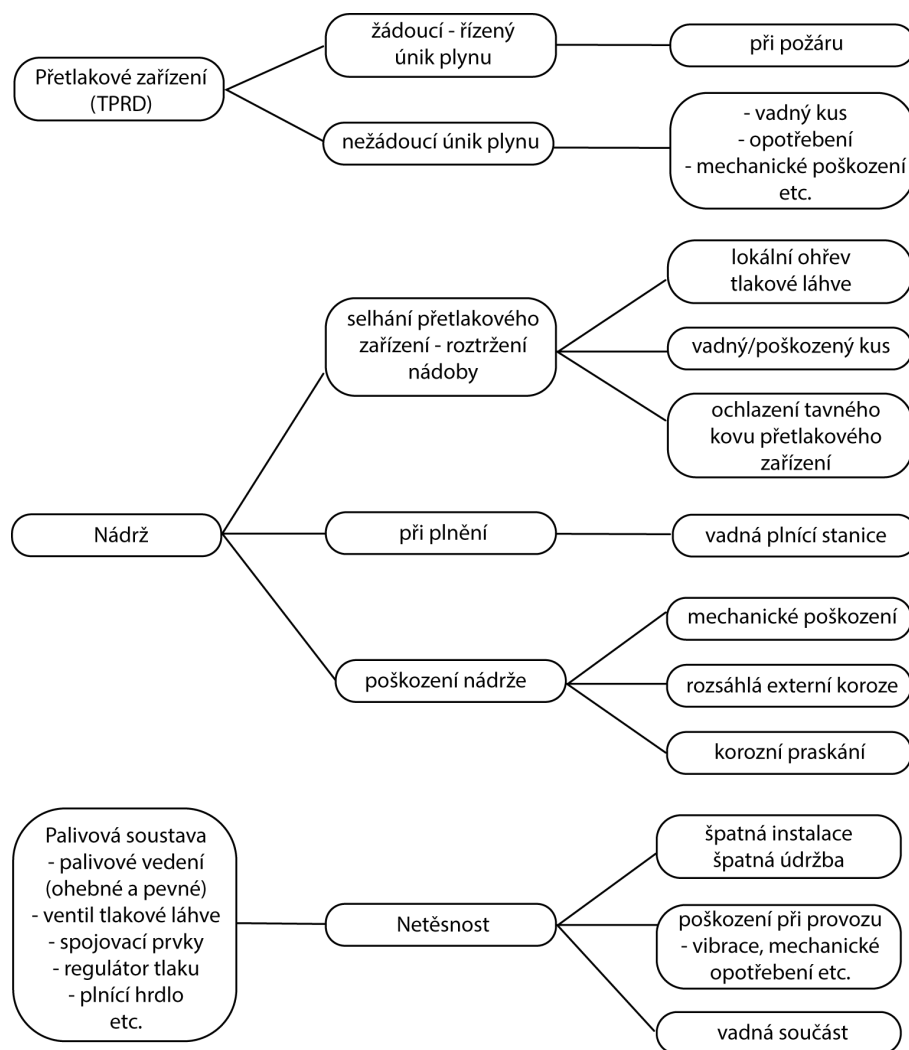 Přetlakové zařízení
(TPRD)
žádoucí - řízený
únik plynu
při požáru
nežádoucí únik plynu
- vadný kus
- opotřebení
- mechanické poškození
etc.
Nádrž
selhání přetlakového
zařízení - roztržení
nádoby
lokální ohřev
tlakové láhve
vadný/poškozený kus
ochlazení tavného
kovu přetlakového
zařízení
při plnění
vadná plnící stanice
poškození nádrže
mechanické poškození
rozsáhlá externí koroze
korozní praskání
Palivová soustava
- palivové vedení
(ohebné a pevné)
- ventil tlakové láhve
- spojovací prvky
- regulátor tlaku
- plnící hrdlo
etc.
Netěsnost
špatná instalace
špatná údržba
poškození při provozu
- vibrace, mechanické
opotřebení etc.
vadná součást